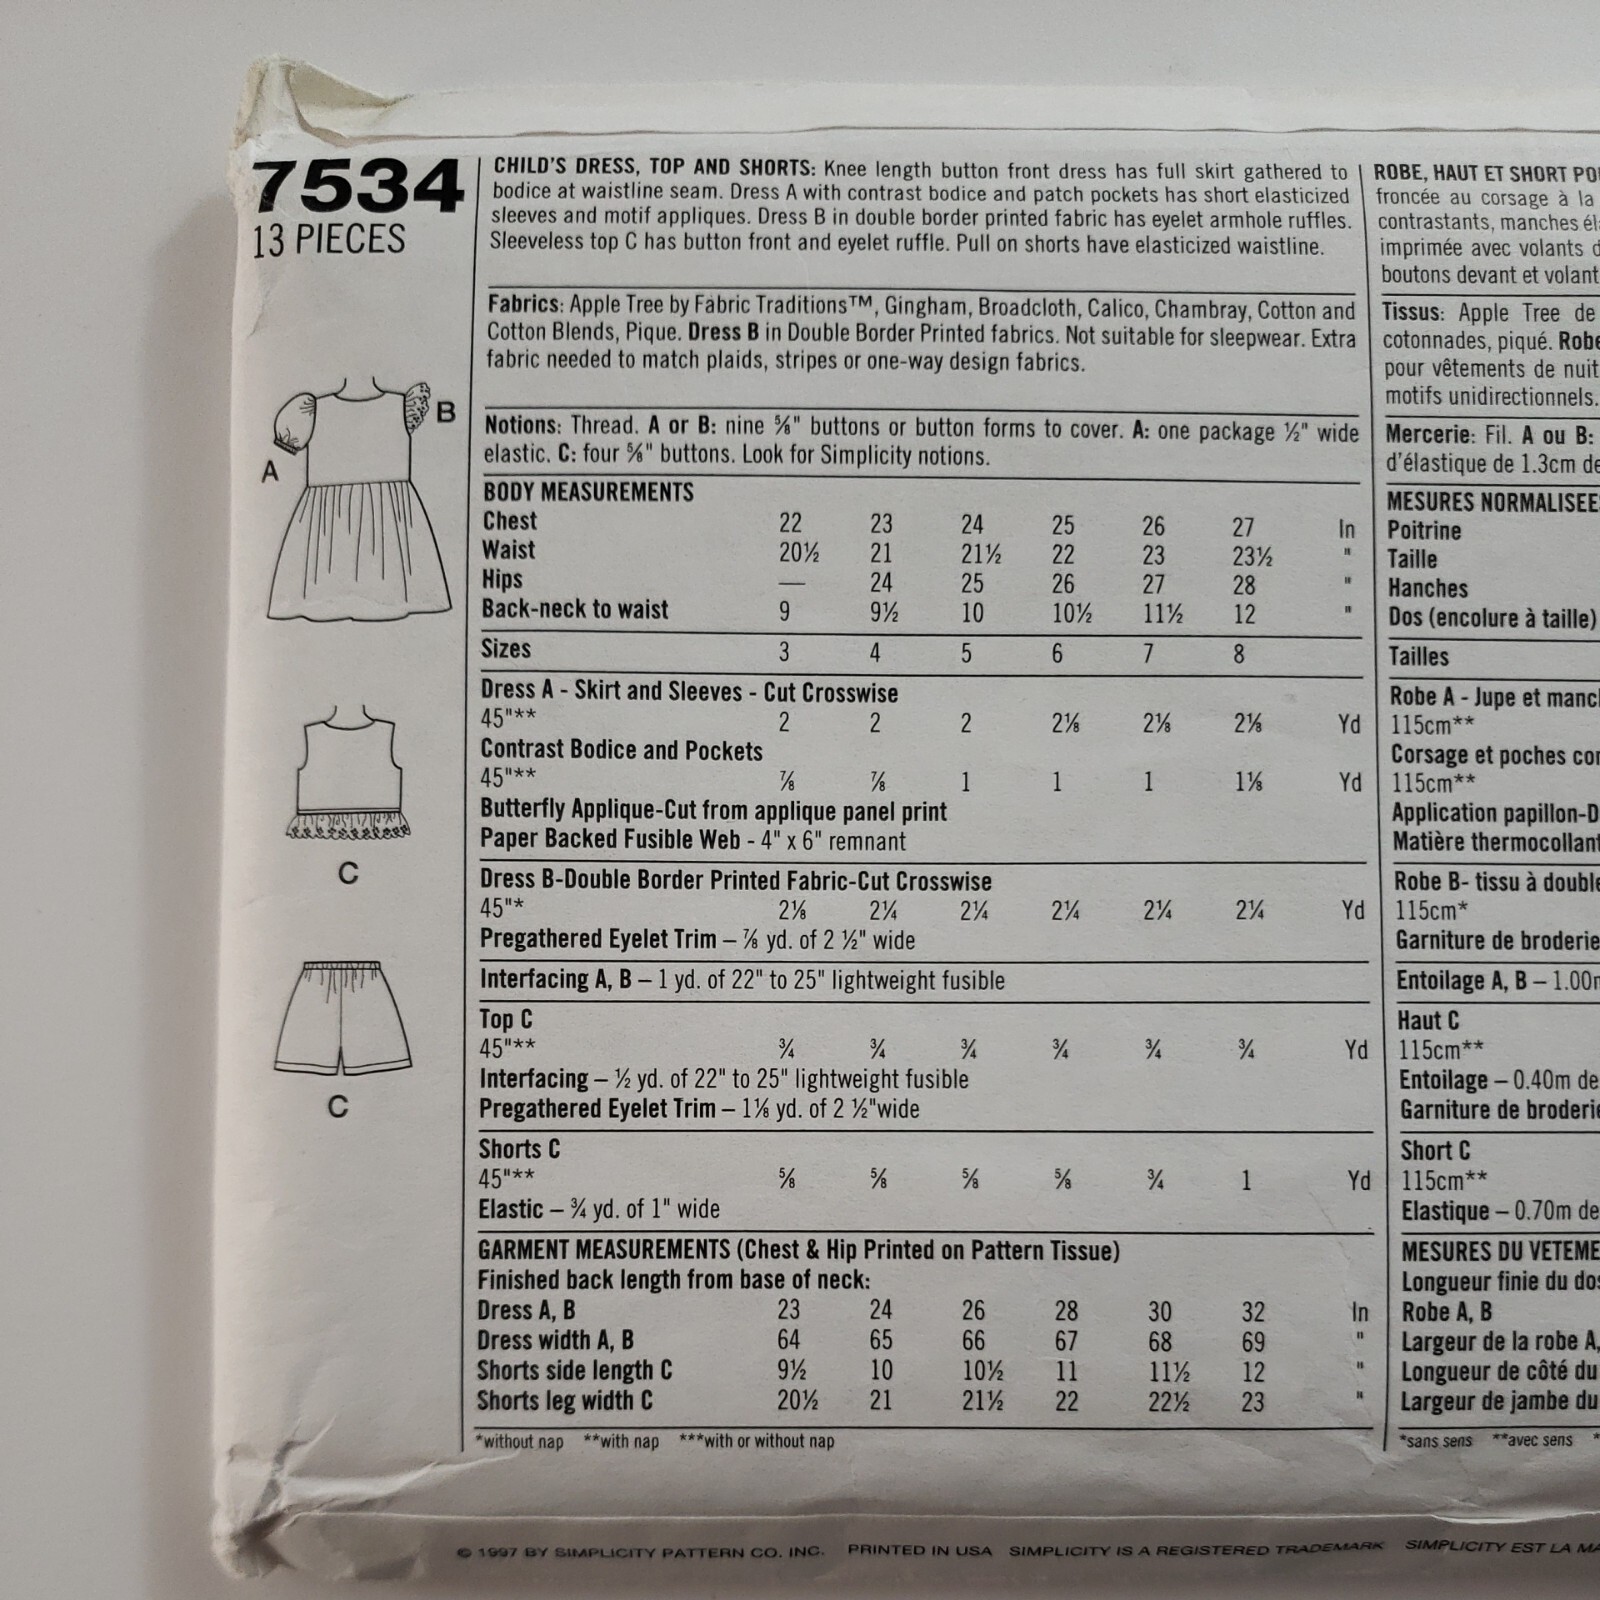 7534
13 PIECES
CHILD'S DRESS, TOP AND SHORTS: Knee length button front dress has full skirt gathered to
bodice at waistline seam. Dress A with contrast bodice and patch pockets has short elasticized
sleeves and motif appliques. Dress B in double border printed fabric has eyelet armhole ruffles.
Sleeveless top C has button front and eyelet ruffle. Pull on shorts have elasticized waistline.
Fabrics: Apple Tree by Fabric Traditions™, Gingham, Broadcloth, Calico, Chambray, Cotton and
Cotton Blends, Pique. Dress B in Double Border Printed fabrics. Not suitable for sleepwear. Extra
fabric needed to match plaids, stripes or one-way design fabrics.
Notions: Thread. A or B: nine ⅝" buttons or button forms to cover. A: one package ½" wide
elastic. C: four ⅝" buttons. Look for Simplicity notions.
BODY MEASUREMENTS
Chest 22 23 24 25 26 27 In
Waist 20½ 21 21½ 22 23 23½ "
Hips — 24 25 26 27 28 "
Back-neck to waist 9 9½ 10 10½ 11½ 12 "
Sizes 3 4 5 6 7 8
Dress A - Skirt and Sleeves - Cut Crosswise
45"** 2 2 2 2⅛ 2⅛ 2⅛ Yd
Contrast Bodice and Pockets
45"** ⅞ ⅞ 1 1 1 1⅛ Yd
Butterfly Applique-Cut from applique panel print
Paper Backed Fusible Web - 4" x 6" remnant
Dress B-Double Border Printed Fabric-Cut Crosswise
45"* 2⅛ 2¼ 2¼ 2¼ 2¼ 2¼ Yd
Pregathered Eyelet Trim – ⅞ yd. of 2 ½" wide
Interfacing A, B – 1 yd. of 22" to 25" lightweight fusible
Top C
45"** ¾ ¾ ¾ ¾ ¾ ¾ Yd
Interfacing – ½ yd. of 22" to 25" lightweight fusible
Pregathered Eyelet Trim – 1⅛ yd. of 2 ½"wide
Shorts C
45"** ⅝ ⅝ ⅝ ⅝ ¾ 1 Yd
Elastic – ¾ yd. of 1" wide
GARMENT MEASUREMENTS (Chest & Hip Printed on Pattern Tissue)
Finished back length from base of neck:
Dress A, B 23 24 26 28 30 32 In
Dress width A, B 64 65 66 67 68 69 "
Shorts side length C 9½ 10 10½ 11 11½ 12 "
Shorts leg width C 20½ 21 21½ 22 22½ 23 "
*without nap **with nap ***with or without nap
A
B
C
C
ROBE, HAUT ET SHORT
froncée au corsage à la
contrastants, manches
imprimée avec volants
boutons devant et
Tissus: Apple Tree de
cotonnades, piqué.
pour vêtements de nuit
motifs unidirectionnels.
Mercerie: Fil. A ou B:
d'élastique de 1.3cm
MESURES
Poitrine
Taille
Hanches
Dos (encolure à taille)
Tailles
Robe A - Jupe et
115cm**
Corsage et poches
115cm**
Application
Matière
Robe B- tissu à
115cm*
Garniture de
Entoilage A, B –
Haut C
115cm**
Entoilage – 0.40m
Garniture de
Short C
115cm**
Elastique – 0.70m
MESURES DU
Longueur finie du
Robe A, B
Largeur de la robe A,
Longueur de côté du
Largeur de jambe du
*sans sens **avec sens
© 1997 BY SIMPLICITY PATTERN CO. INC. PRINTED IN USA SIMPLICITY IS A REGISTERED TRADEMARK SIMPLICITY EST LA